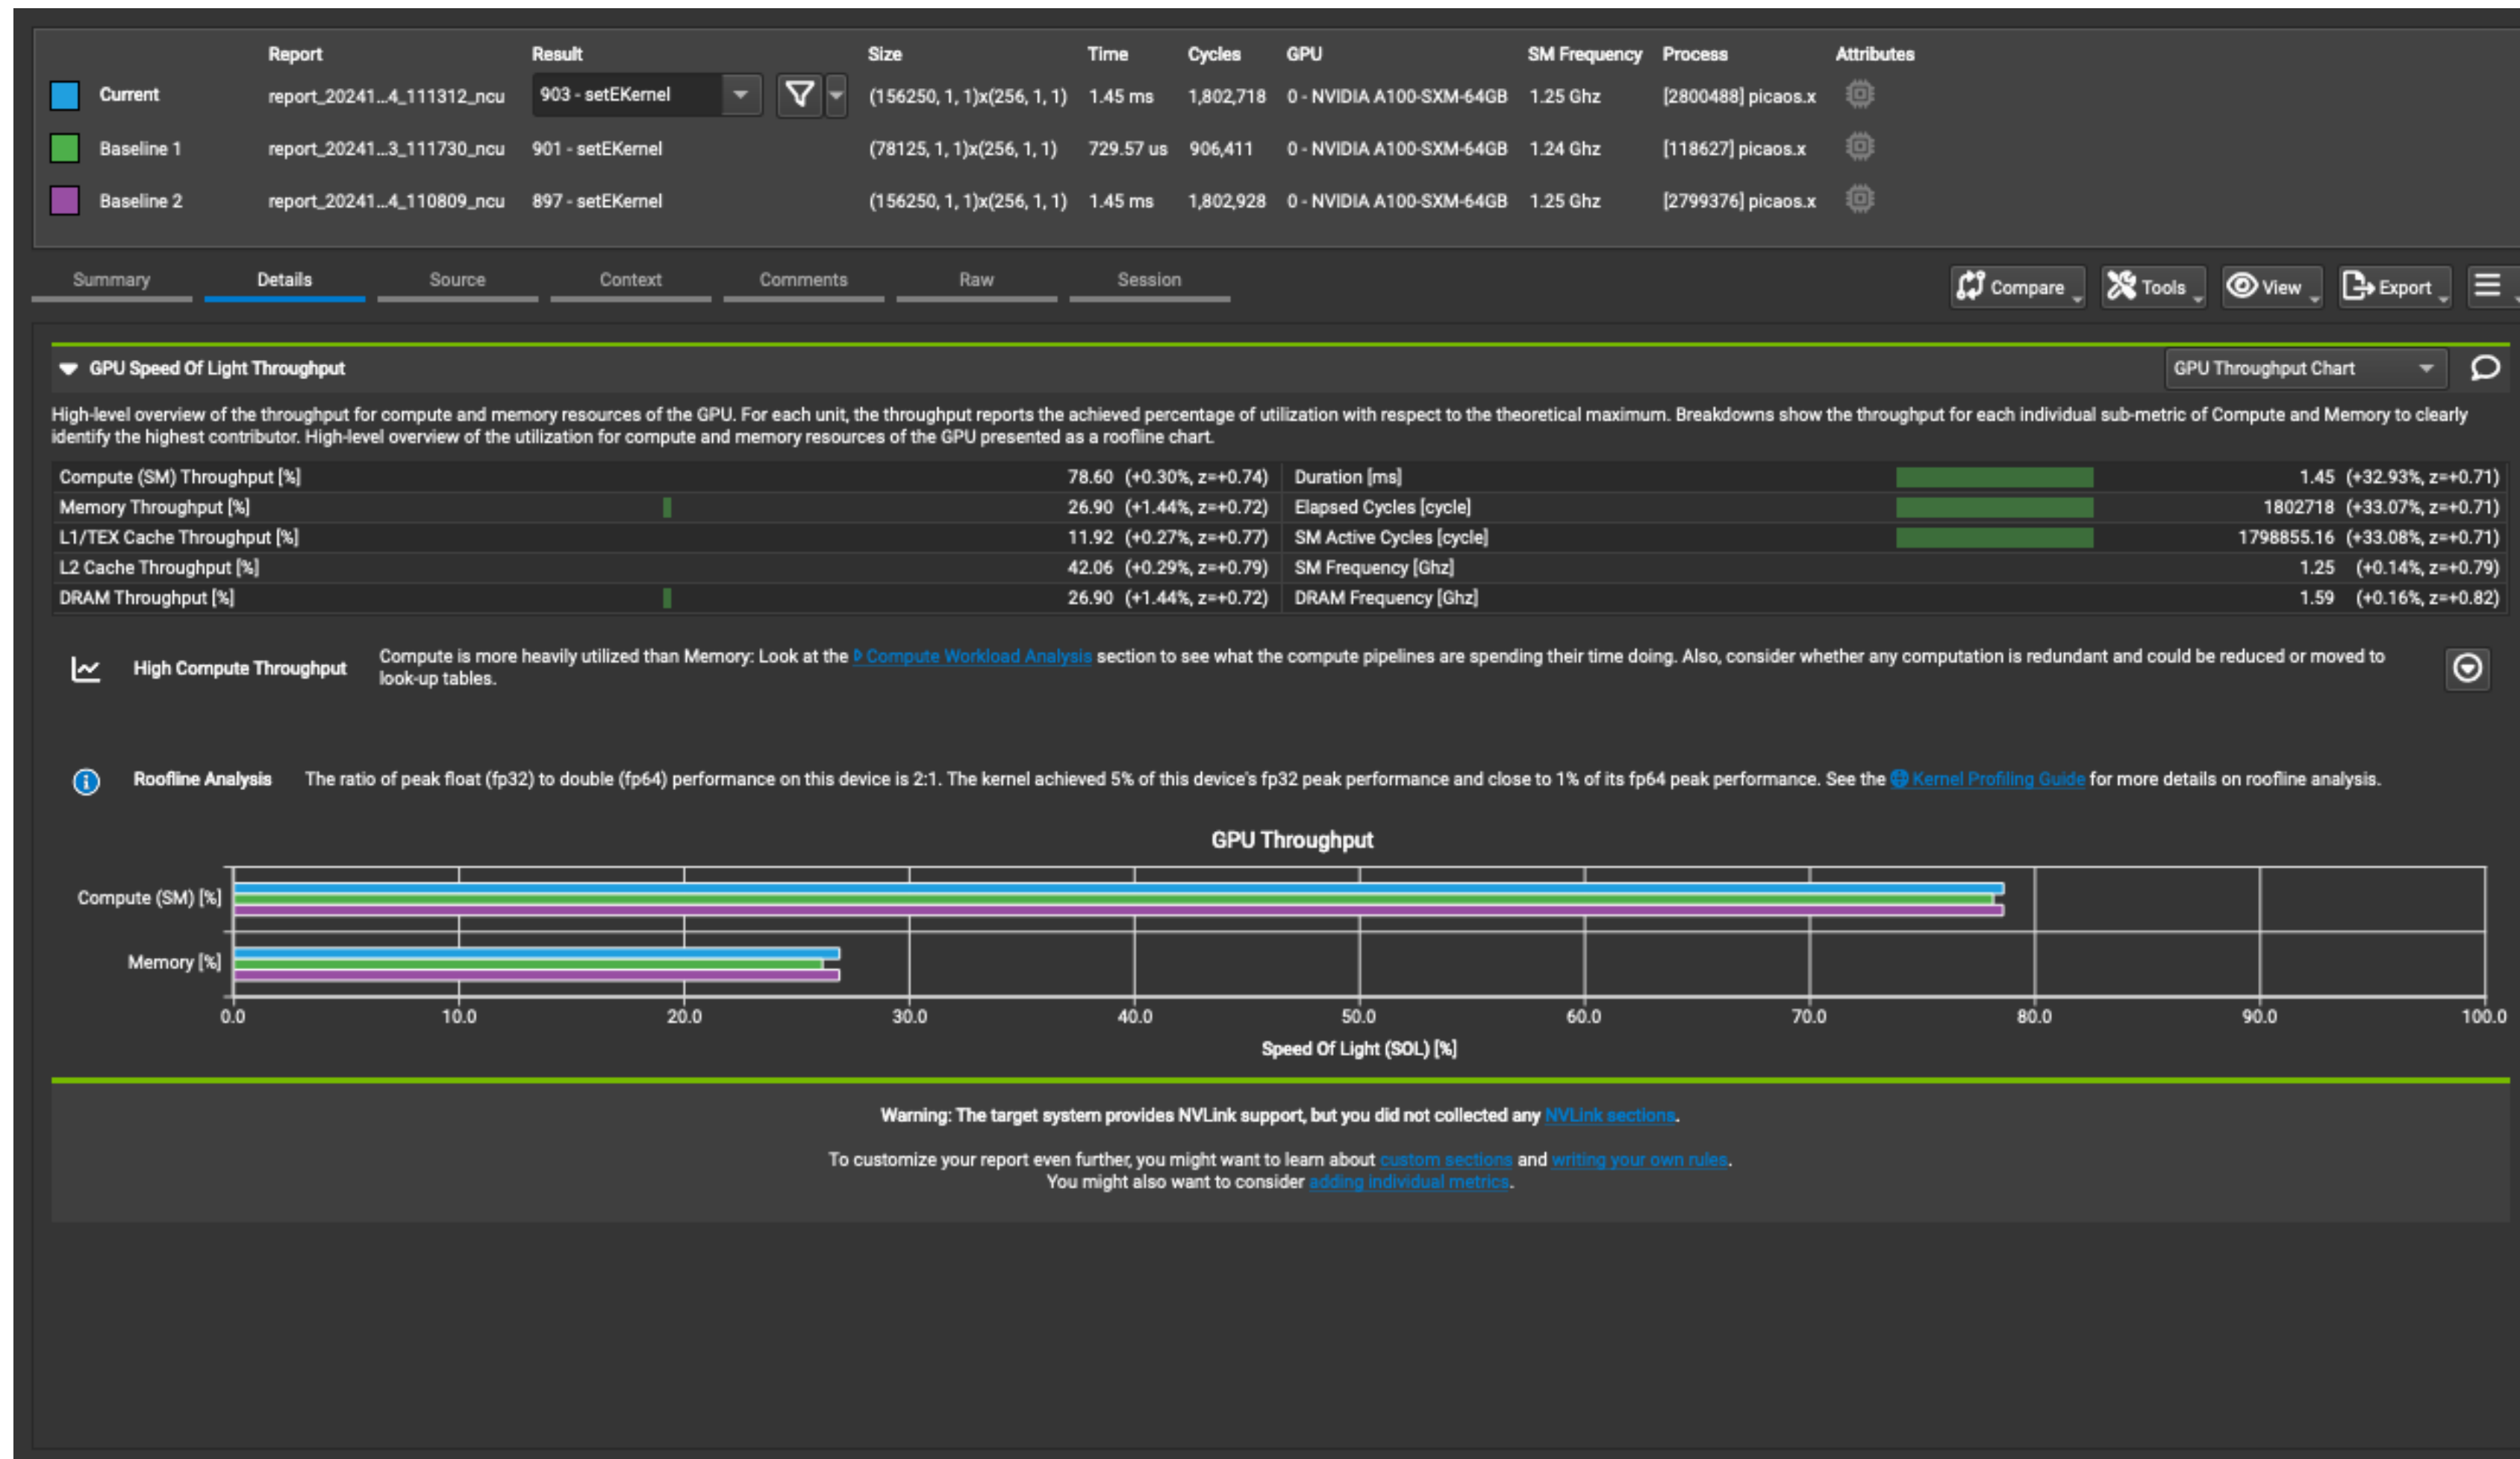 Report Result Size Time Cycles GPU SM Frequency Process Attributes
Current report_20241...4_111312_ncu 903 - setEKernel (156250, 1, 1)x(256, 1, 1) 1.45 ms 1,802,718 0 - NVIDIA A100-SXM-64GB 1.25 Ghz [2800488] picaos.x
Baseline 1 report_20241...3_111730_ncu 901 - setEKernel (78125, 1, 1)x(256, 1, 1) 729.57 us 906,411 0 - NVIDIA A100-SXM-64GB 1.24 Ghz [118627] picaos.x
Baseline 2 report_20241...4_110809_ncu 897 - setEKernel (156250, 1, 1)x(256, 1, 1) 1.45 ms 1,802,928 0 - NVIDIA A100-SXM-64GB 1.25 Ghz [2799376] picaos.x
Summary Details Source Context Comments Raw Session Compare Tools View Export
GPU Speed Of Light Throughput GPU Throughput Chart
High-level overview of the throughput for compute and memory resources of the GPU. For each unit, the throughput reports the achieved percentage of utilization with respect to the theoretical maximum. Breakdowns show the throughput for each individual sub-metric of Compute and Memory to clearly
identify the highest contributor. High-level overview of the utilization for compute and memory resources of the GPU presented as a roofline chart.
Compute (SM) Throughput [%] 78.60 (+0.30%, z=+0.74) Duration [ms] 1.45 (+32.93%, z=+0.71)
Memory Throughput [%] 26.90 (+1.44%, z=+0.72) Elapsed Cycles [cycle] 1802718 (+33.07%, z=+0.71)
L1/TEX Cache Throughput [%] 11.92 (+0.27%, z=+0.77) SM Active Cycles [cycle] 1798855.16 (+33.08%, z=+0.71)
L2 Cache Throughput [%] 42.06 (+0.29%, z=+0.79) SM Frequency [Ghz] 1.25 (+0.14%, z=+0.79)
DRAM Throughput [%] 26.90 (+1.44%, z=+0.72) DRAM Frequency [Ghz] 1.59 (+0.16%, z=+0.82)
High Compute Throughput Compute is more heavily utilized than Memory: Look at the Compute Workload Analysis section to see what the compute pipelines are spending their time doing. Also, consider whether any computation is redundant and could be reduced or moved to
look-up tables.
Roofline Analysis The ratio of peak float (fp32) to double (fp64) performance on this device is 2:1. The kernel achieved 5% of this device's fp32 peak performance and close to 1% of its fp64 peak performance. See the Kernel Profiling Guide for more details on roofline analysis.
GPU Throughput
Compute (SM) [%]
Memory [%]
0.0 10.0 20.0 30.0 40.0 50.0 60.0 70.0 80.0 90.0 100.0
Speed Of Light (SOL) [%]
Warning: The target system provides NVLink support, but you did not collected any NVLink sections.
To customize your report even further, you might want to learn about custom sections and writing your own rules.
You might also want to consider adding individual metrics.